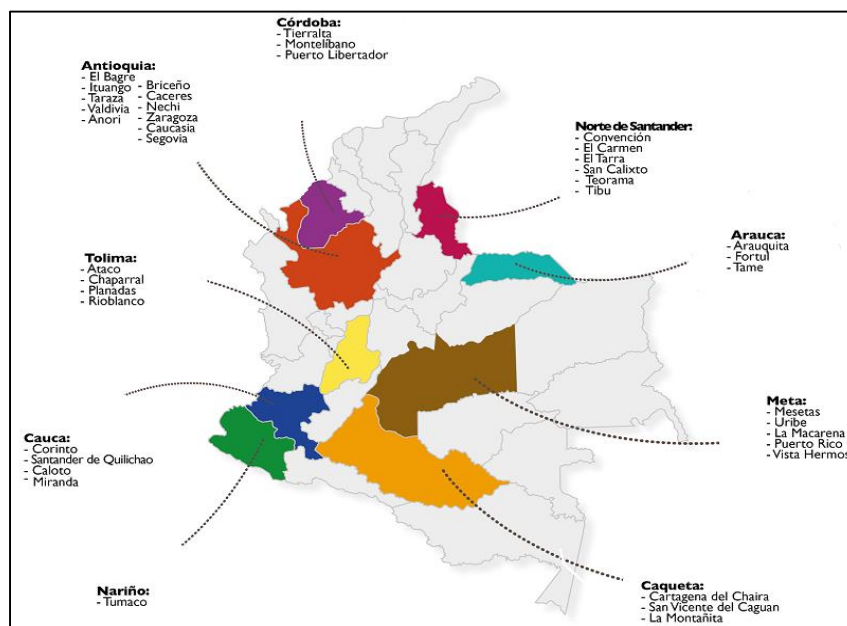 Córdoba:
- Tierralta
- Montelíbano
- Puerto Libertador
Antioquia:
- El Bagre
- Ituango
- Taraza
- Valdivia
- Anori
- Briceño
- Caceres
- Nechi
- Zaragoza
- Caucasia
- Segovia
Norte de Santander:
- Convención
- El Carmen
- El Tarra
- San Calixto
- Teorama
- Tibu
Arauca:
- Arauquita
- Fortul
- Tame
Tolima:
- Ataco
- Chaparral
- Planadas
- Rioblanco
Meta:
- Mesetas
- Uribe
- La Macarena
- Puerto Rico
- Vista Hermos
Cauca:
- Corinto
- Santander de Quilichao
- Caloto
- Miranda
Nariño:
- Tumaco
Caqueta:
- Cartagena del Chaira
- San Vicente del Caguan
- La Montañita